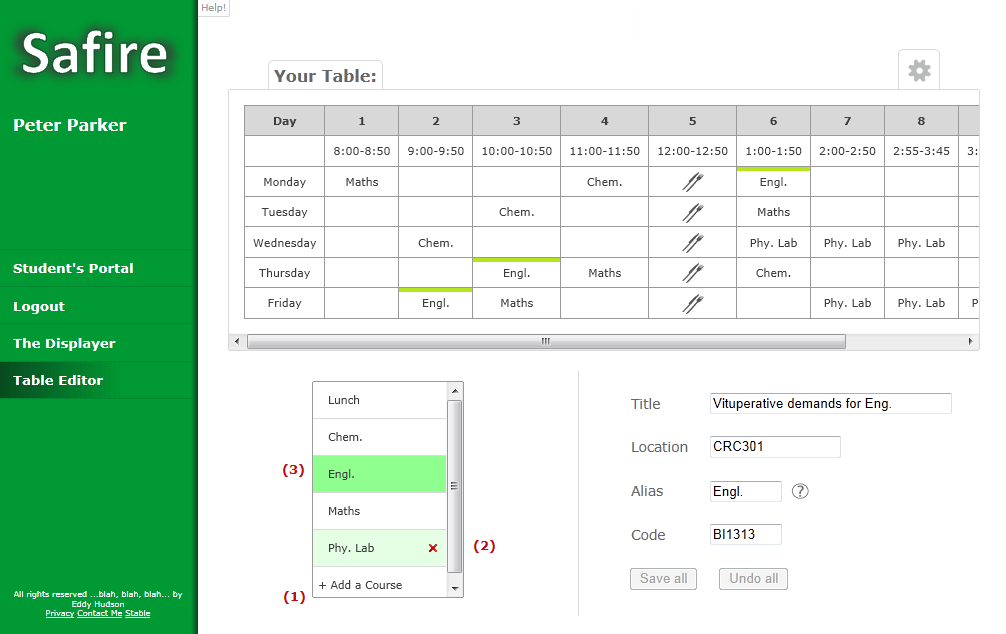 Help!
Safire
Peter Parker
Student's Portal
Logout
The Displayer
Table Editor
All rights reserved ...blah, blah, blah... by
Eddy Hudson
Privacy Contact Me Stable
Your Table:
Day 1 2 3 4 5 6 7 8
8:00-8:50 9:00-9:50 10:00-10:50 11:00-11:50 12:00-12:50 1:00-1:50 2:00-2:50 2:55-3:45 3:
Monday Maths Chem. Engl.
Tuesday Chem. Maths
Wednesday Chem. Phy. Lab Phy. Lab Phy. Lab
Thursday Engl. Maths Chem.
Friday Engl. Maths Phy. Lab Phy. Lab P
Lunch
Chem.
(3) Engl.
Maths
Phy. Lab (2)
(1) + Add a Course
Title Vituperative demands for Eng.
Location CRC301
Alias Engl. ?
Code BI1313
Save all Undo all